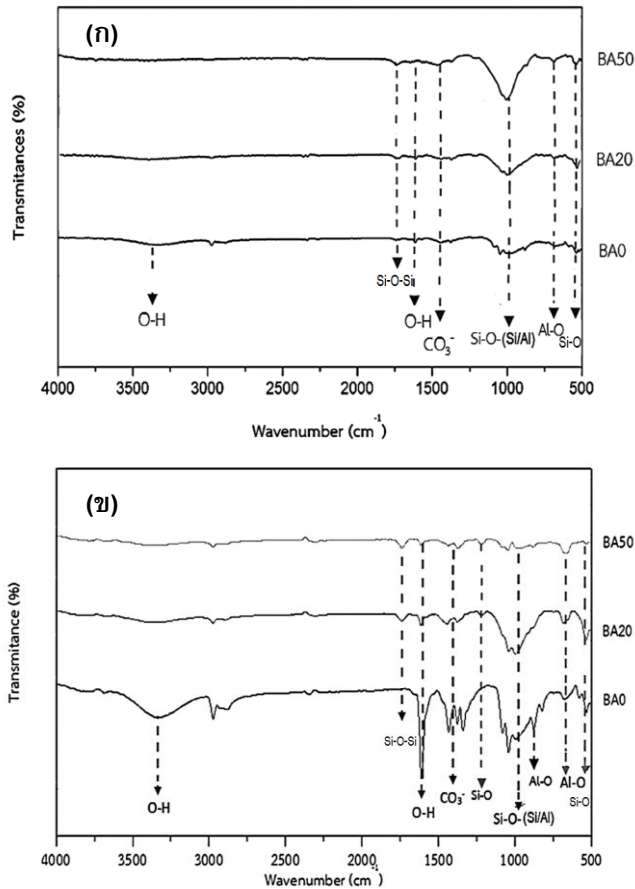 (ก)
BA50
BA20
BA0
Transmitances (%)
Si-O-Si
O-H
O-H
CO₃⁻
Si-O-(Si/Al)
Al-O
Si-O
4000 3500 3000 2500 2000 1500 1000 500
Wavenumber (cm⁻¹)
(ข)
BA50
BA20
BA0
Transmitance (%)
Si-O-Si
O-H
O-H
CO₃⁻
Si-O
Si-O-(Si/Al)
Al-O
Al-O
Si-O
4000 3500 3000 2500 2000 1500 1000 500
Wavenumber (cm⁻¹)